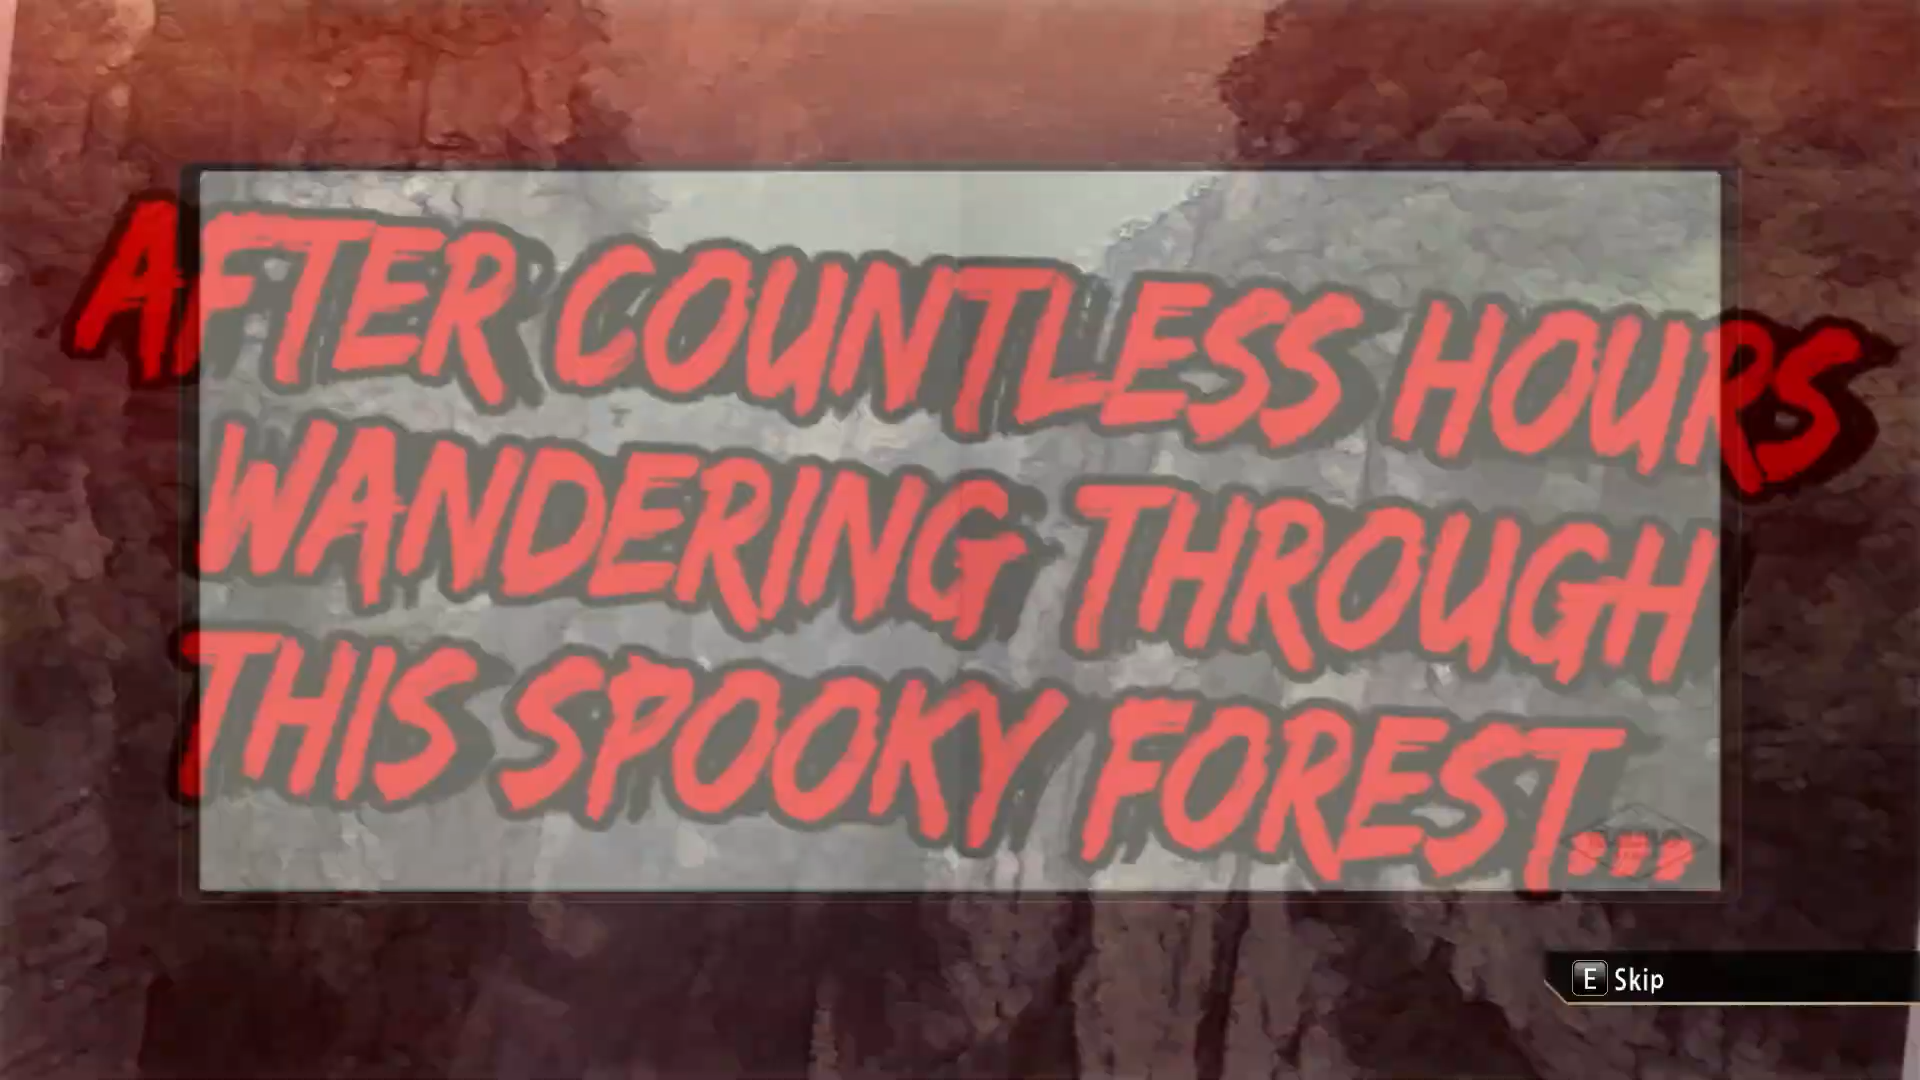 AFTER COUNTLESS HOURS
WANDERING THROUGH
THIS SPOOKY FOREST...
E Skip